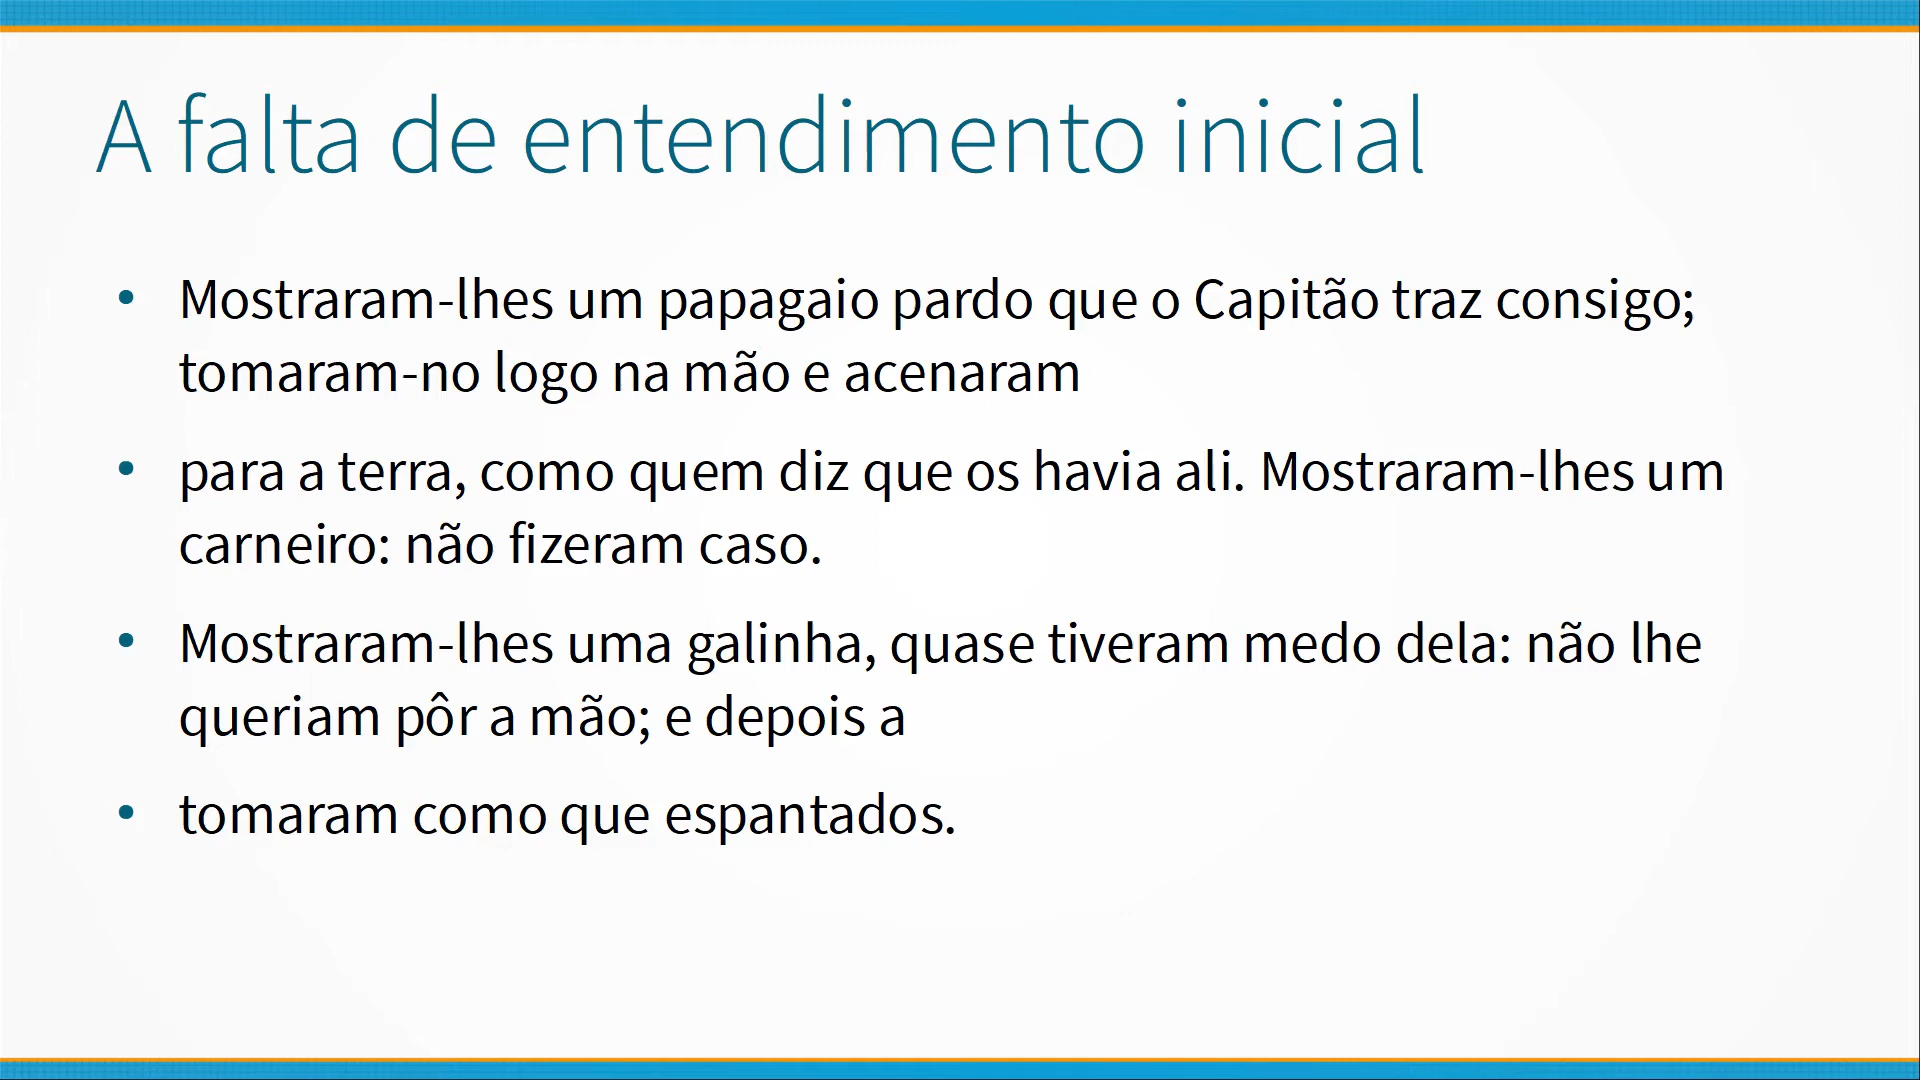 A falta de entendimento inicial
• Mostraram-lhes um papagaio pardo que o Capitão traz consigo;
tomaram-no logo na mão e acenaram
• para a terra, como quem diz que os havia ali. Mostraram-lhes um
carneiro: não fizeram caso.
• Mostraram-lhes uma galinha, quase tiveram medo dela: não lhe
queriam pôr a mão; e depois a
• tomaram como que espantados.